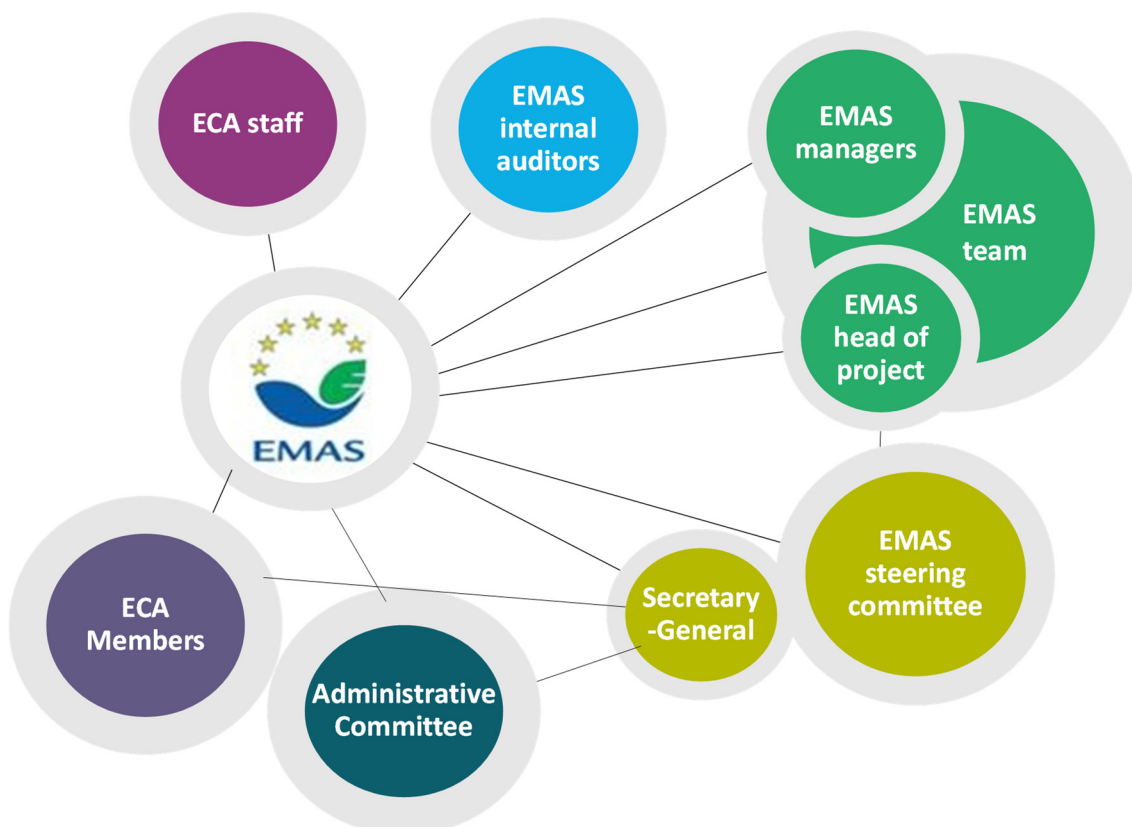 ECA staff
EMAS
internal
auditors
EMAS
managers
EMAS
team
EMAS
head of
project
EMAS
EMAS
steering
committee
Secretary
-General
ECA
Members
Administrative
Committee